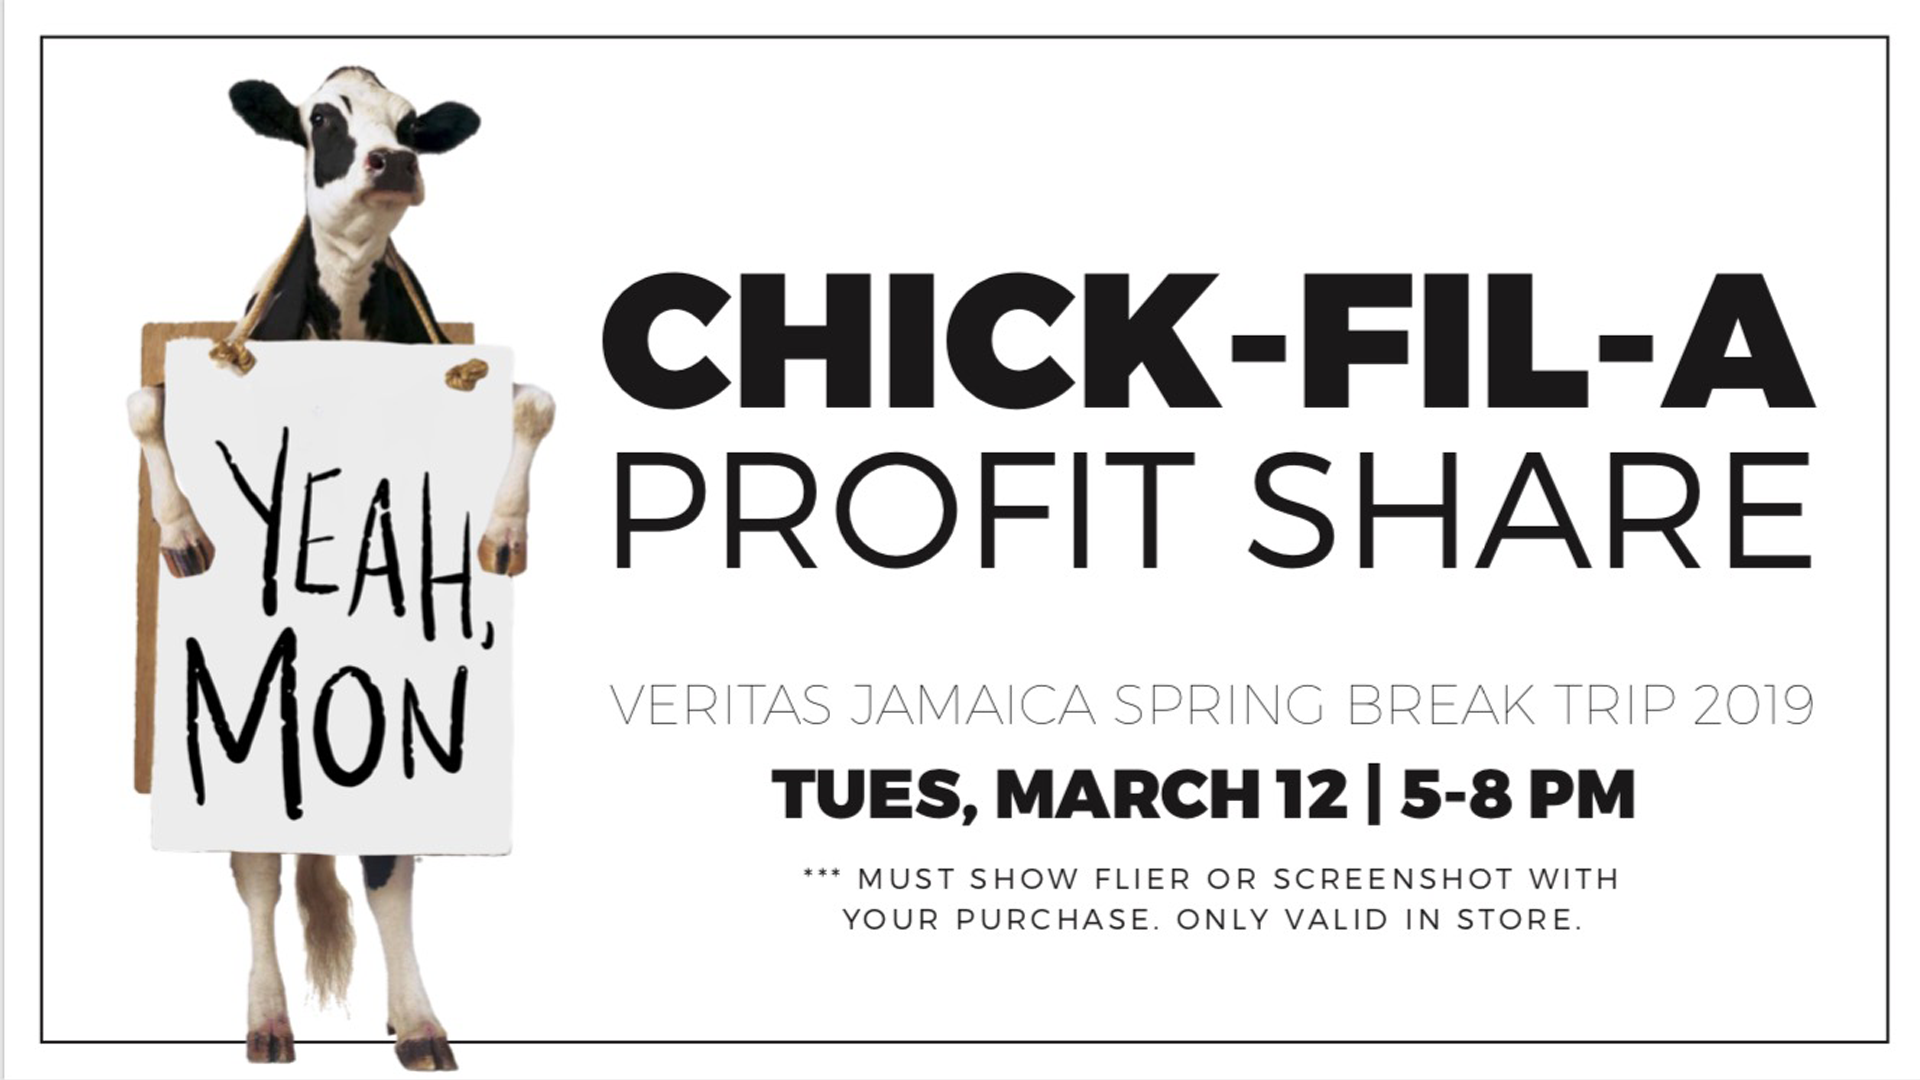 YEAH,
MON
CHICK-FIL-A
PROFIT SHARE
VERITAS JAMAICA SPRING BREAK TRIP 2019
TUES, MARCH 12 | 5-8 PM
*** MUST SHOW FLIER OR SCREENSHOT WITH
YOUR PURCHASE. ONLY VALID IN STORE.